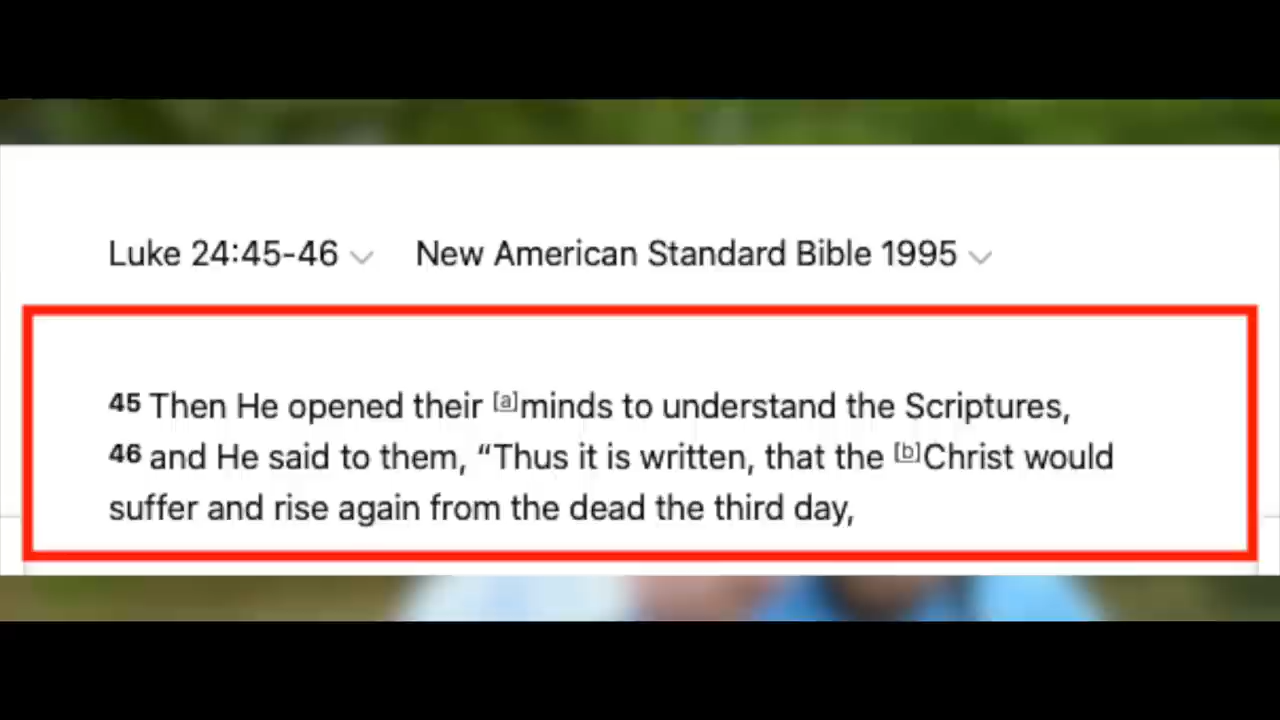 Luke 24:45-46 New American Standard Bible 1995
45 Then He opened their [a]minds to understand the Scriptures,
46 and He said to them, “Thus it is written, that the [b]Christ would
suffer and rise again from the dead the third day,